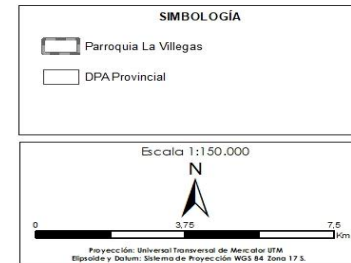 SIMBOLOGÍA
Parroquia La Villegas
DPA Provincial
Escala 1:150.000
N
0 3,75 7,5
Km
Proyección: Universal Transversal de Mercator UTM
Elipsoide y Datum: Sistema de Proyección WGS 84 Zona 17 S.